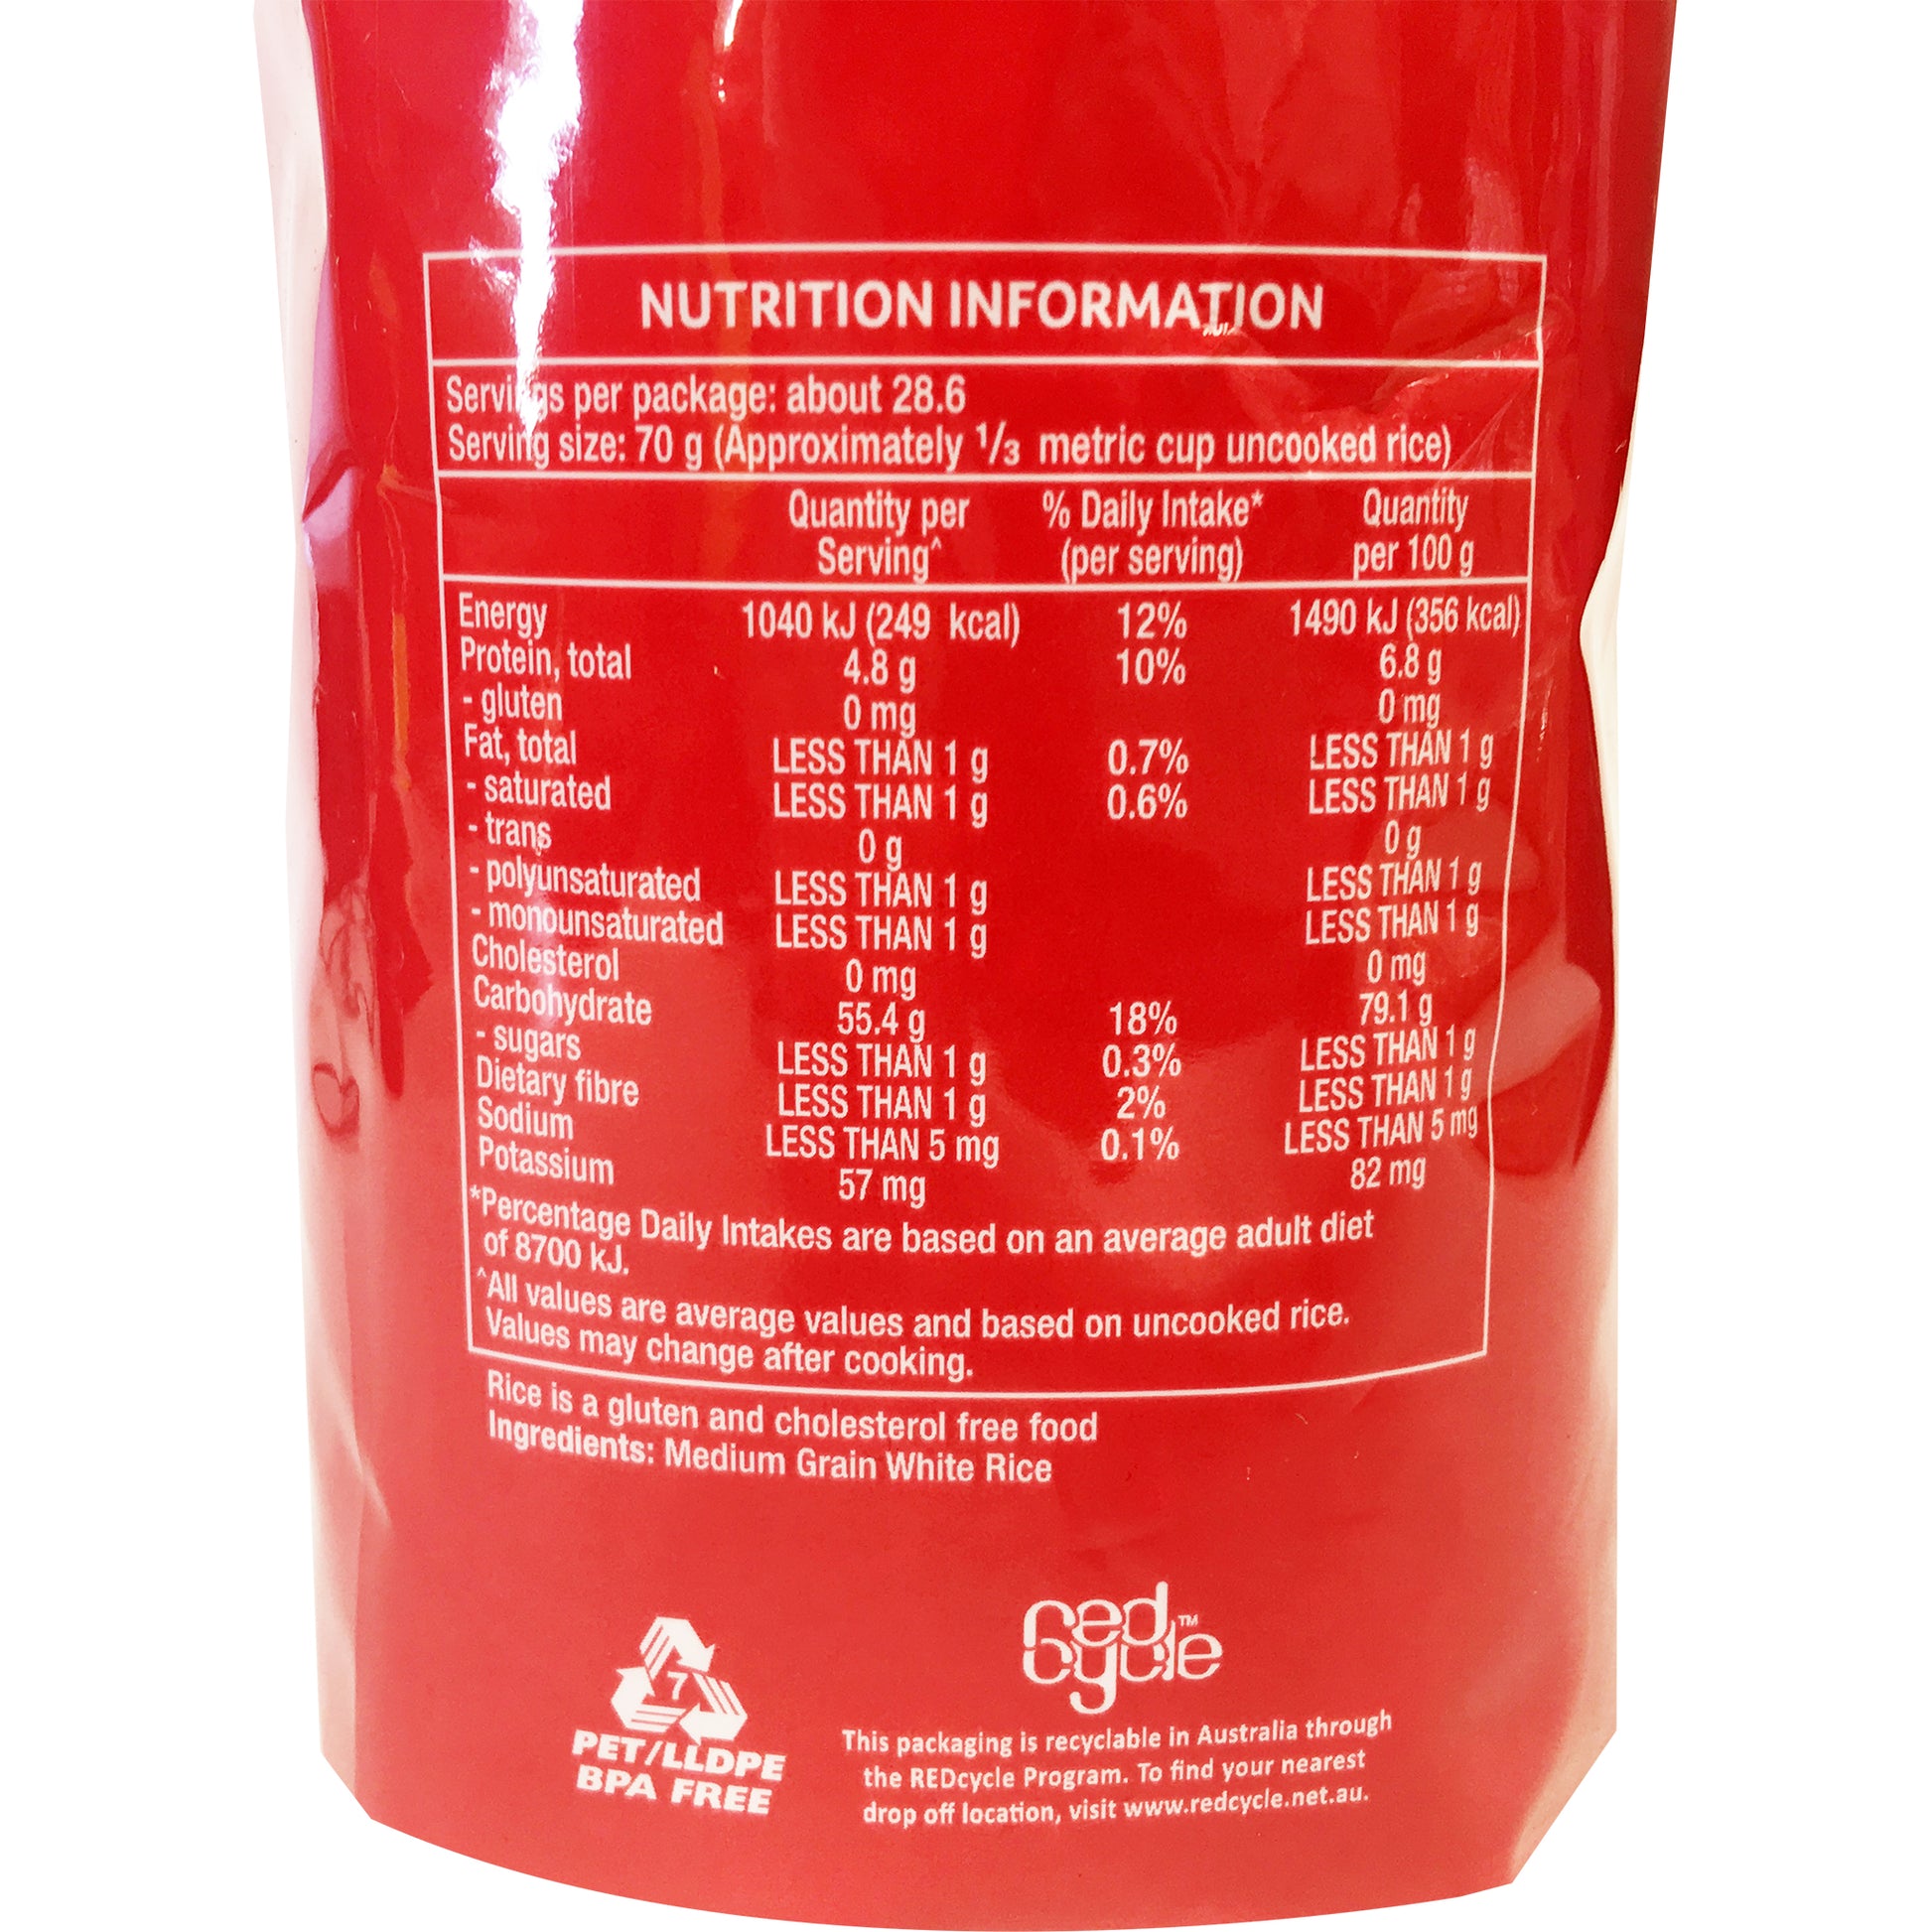 NUTRITION INFORMATION
Servings per package: about 28.6
Serving size: 70 g (Approximately 1/3 metric cup uncooked rice)
Quantity per Serving^ % Daily Intake* (per serving) Quantity per 100 g
Energy 1040 kJ (249 kcal) 12% 1490 kJ (356 kcal)
Protein, total 4.8 g 10% 6.8 g
- gluten 0 mg 0 mg
Fat, total LESS THAN 1 g 0.7% LESS THAN 1 g
- saturated LESS THAN 1 g 0.6% LESS THAN 1 g
- trans 0 g 0 g
- polyunsaturated LESS THAN 1 g LESS THAN 1 g
- monounsaturated LESS THAN 1 g LESS THAN 1 g
Cholesterol 0 mg 0 mg
Carbohydrate 55.4 g 18% 79.1 g
- sugars LESS THAN 1 g 0.3% LESS THAN 1 g
Dietary fibre LESS THAN 1 g 2% LESS THAN 1 g
Sodium LESS THAN 5 mg 0.1% LESS THAN 5 mg
Potassium 57 mg 82 mg
*Percentage Daily Intakes are based on an average adult diet
of 8700 kJ.
^All values are average values and based on uncooked rice.
Values may change after cooking.
Rice is a gluten and cholesterol free food
Ingredients: Medium Grain White Rice
7
PET/LLDPE
BPA FREE
red
cycle™
This packaging is recyclable in Australia through
the REDcycle Program. To find your nearest
drop off location, visit www.redcycle.net.au.